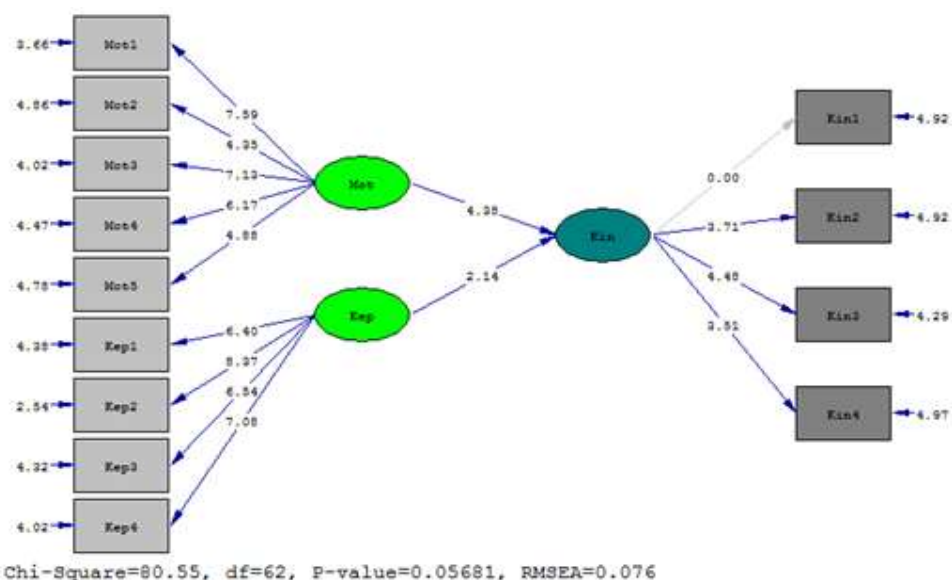 3.66 Mot1
4.86 Mot2
4.02 Mot3
4.47 Mot4
4.78 Mot5
4.38 Kep1
2.54 Kep2
4.32 Kep3
4.02 Kep4
7.59
4.35
7.13
6.17
4.88
6.40
6.54
7.08
Mot
Kep
4.38
2.14
Kin
0.00
3.71
4.48
3.51
Kin1 4.92
Kin2 4.92
Kin3 4.29
Kin4 4.97
Chi-Square=80.55, df=62, P-value=0.05681, RMSEA=0.076